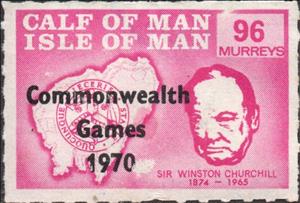 CALF OF MAN
ISLE OF MAN
96
MURREYS
Commonwealth
Games
1970
SIR WINSTON CHURCHILL
1874 - 1965